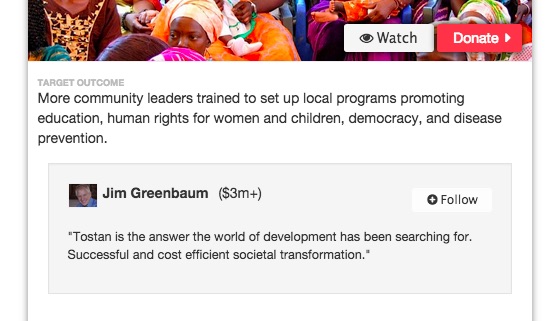 Watch
Donate
TARGET OUTCOME
More community leaders trained to set up local programs promoting
education, human rights for women and children, democracy, and disease
prevention.
Jim Greenbaum ($3m+)
Follow
"Tostan is the answer the world of development has been searching for.
Successful and cost efficient societal transformation."